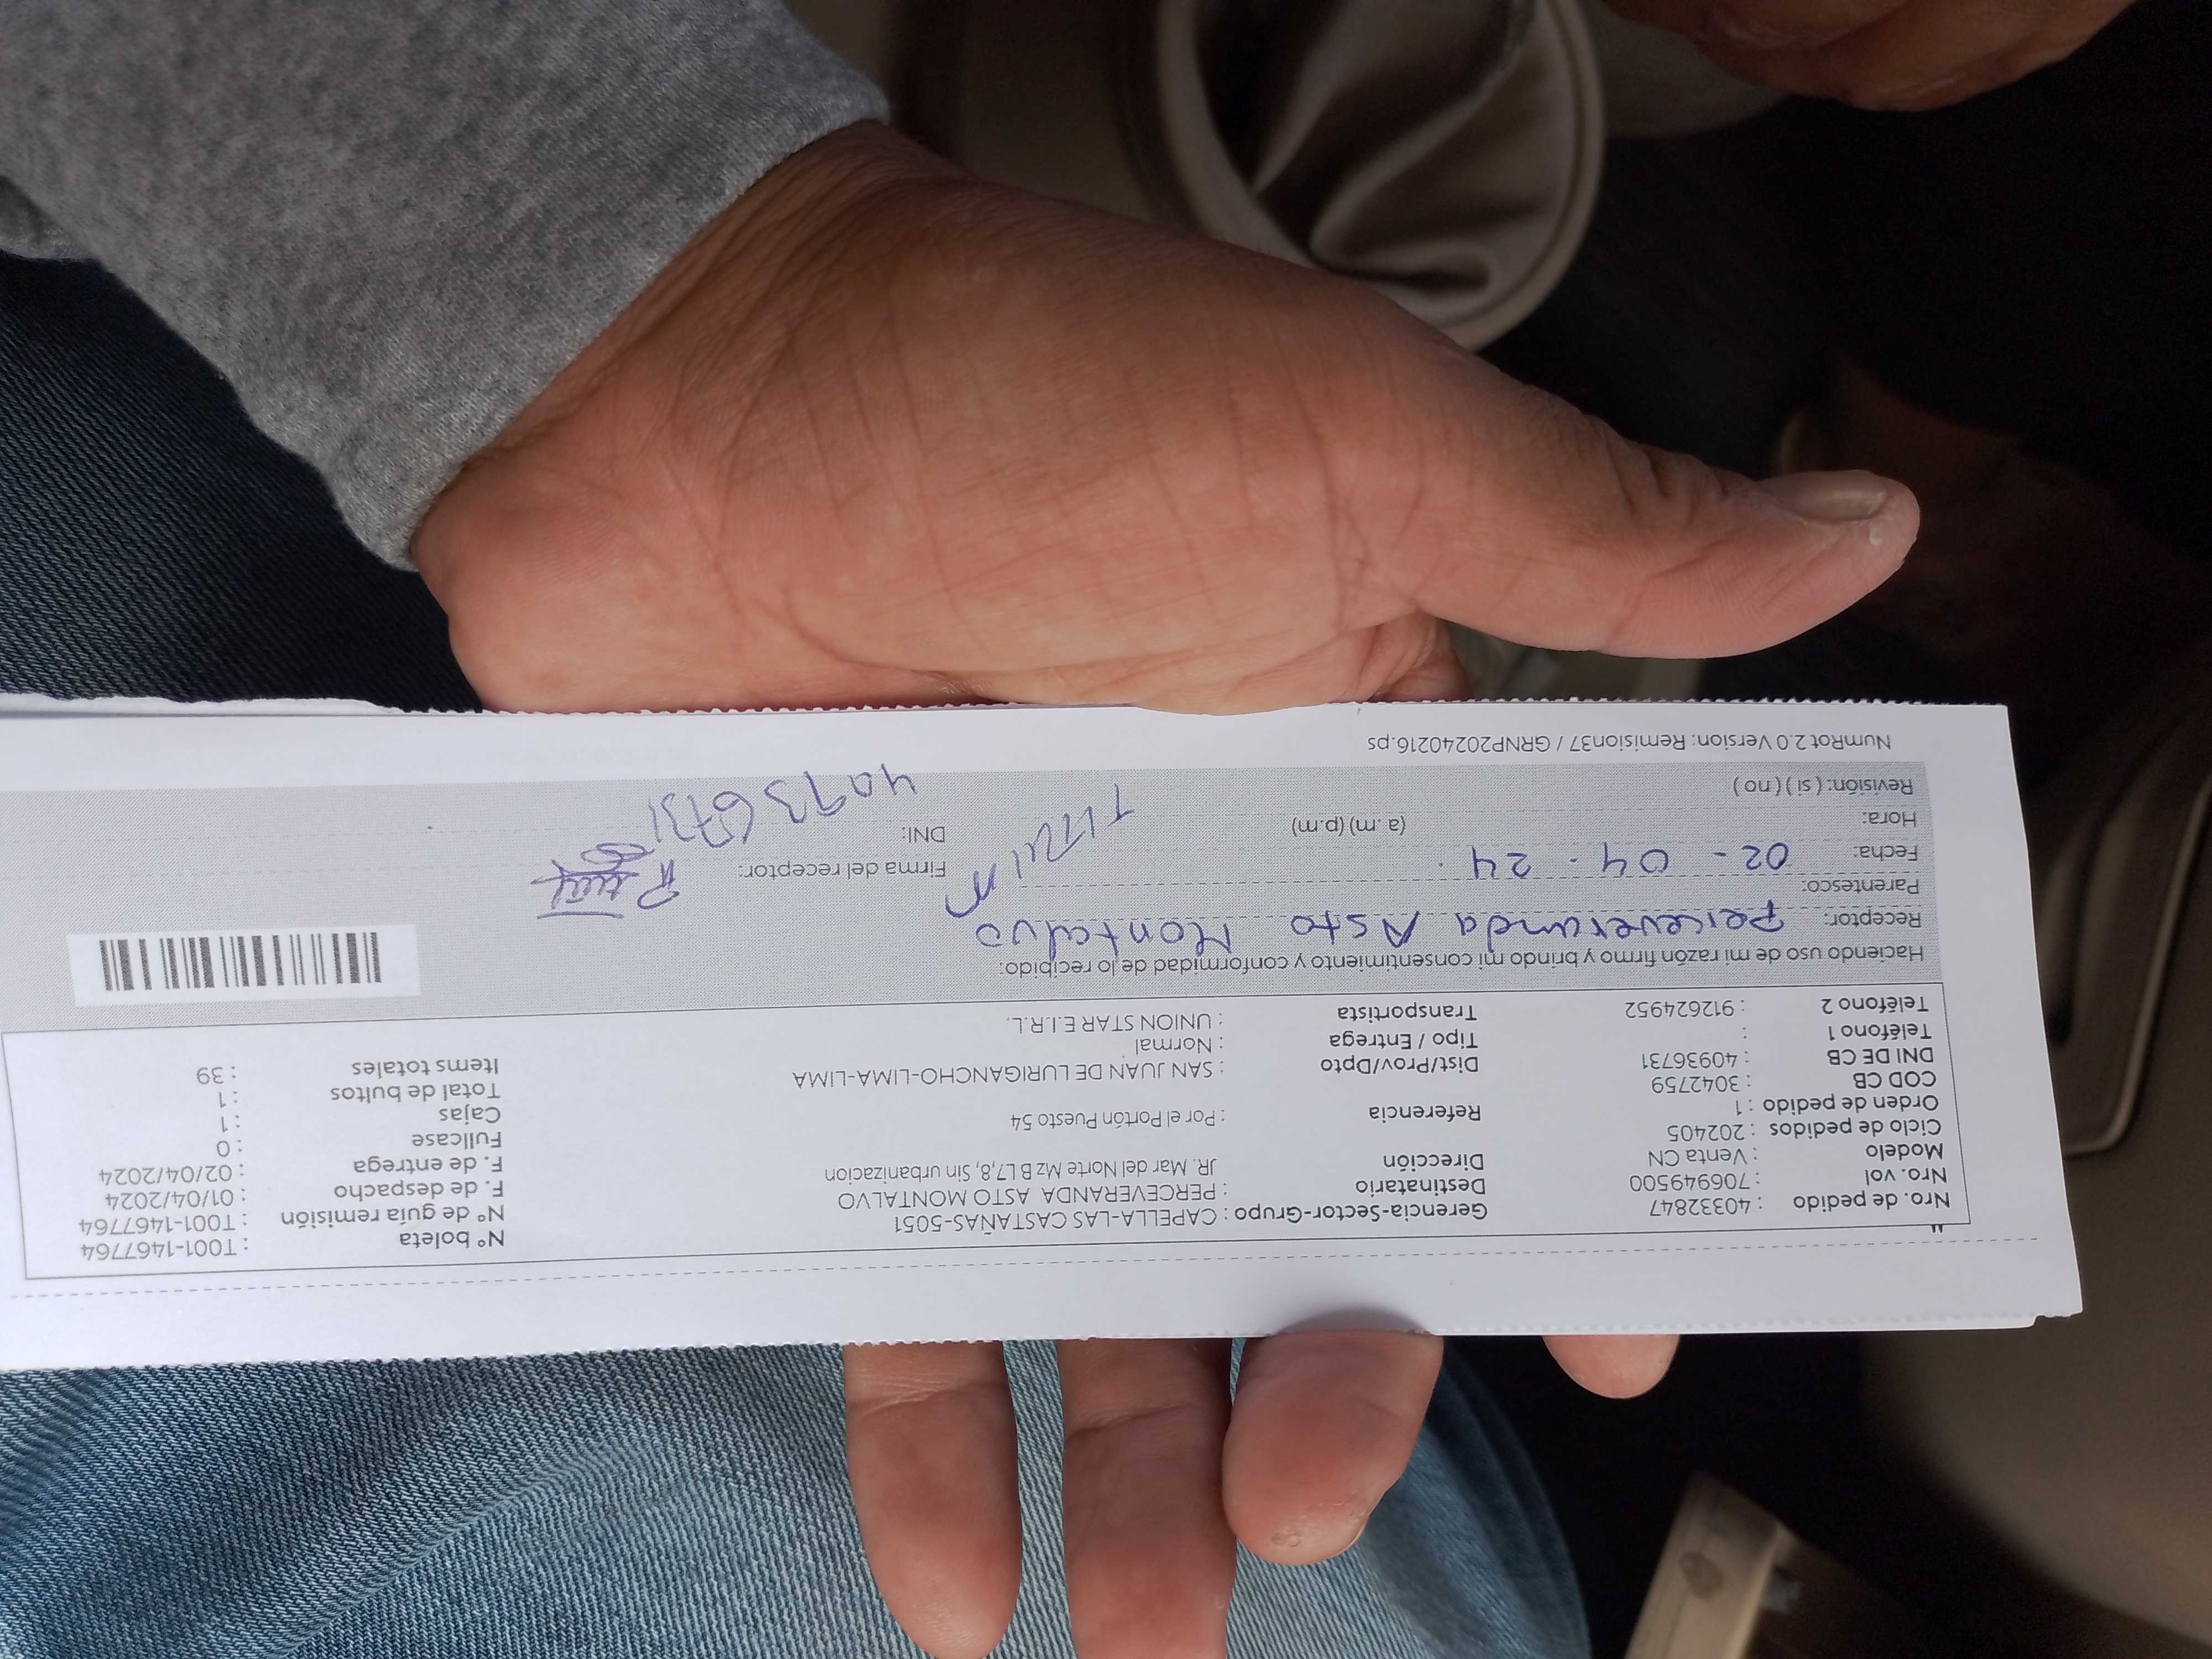 Nro. de pedido : 40332847
Nro. vol : 706949500
Modelo : Venta CN
Ciclo de pedidos : 202405
Orden de pedido : 1
COD CB : 3042759
DNI DE CB : 40936731
Teléfono 1 :
Teléfono 2 : 912624952
Gerencia-Sector-Grupo : CAPELLA-LAS CASTAÑAS-5051
Destinatario : PERCEVERANDA ASTO MONTALVO
Dirección JR. Mar del Norte Mz B L 7,8, Sin urbanizacion
Referencia : Por el Portón Puesto 54
Dist/Prov/Dpto : SAN JUAN DE LURIGANCHO-LIMA-LIMA
Tipo / Entrega : Normal
Transportista : UNION STAR E.I.R.L.
N° boleta : T001-1467764
N° de guía remisión : T001-1467764
F. de despacho : 01/04/2024
F. de entrega : 02/04/2024
Fullcase : 0
Cajas : 1
Total de bultos : 1
Items totales : 39
Haciendo uso de mi razón firmo y brindo mi consentimiento y conformidad de lo recibido:
Receptor: Perceveranda Asto Montalvo
Parentesco:
Fecha: 02 - 04 - 24
Hora: (a.m) (p.m)
Revisión: ( si ) ( no )
Firma del receptor:
DNI: 40936731
NumRot 2.0 Version: Remision37 / GRNP20240216.ps